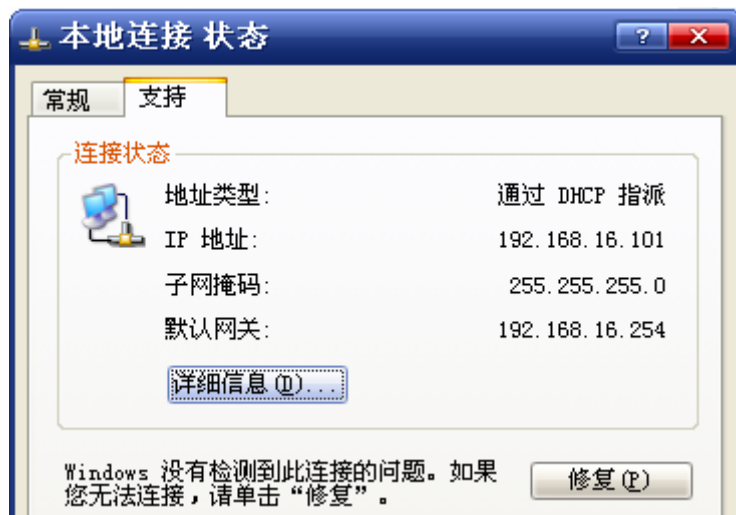 本地连接 状态
常规
支持
连接状态
地址类型:
通过 DHCP 指派
IP 地址:
192.168.16.101
子网掩码:
255.255.255.0
默认网关:
192.168.16.254
详细信息(D)...
Windows 没有检测到此连接的问题。如果
您无法连接，请单击“修复”。
修复(P)